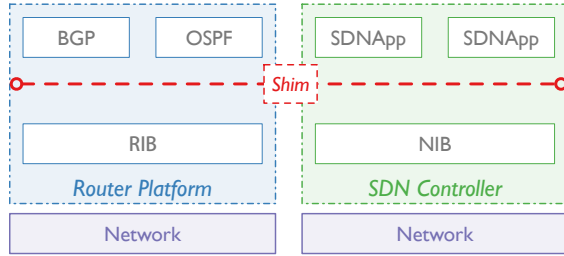 BGP OSPF SDNApp SDNApp
Shim
RIB NIB
Router Platform SDN Controller
Network Network